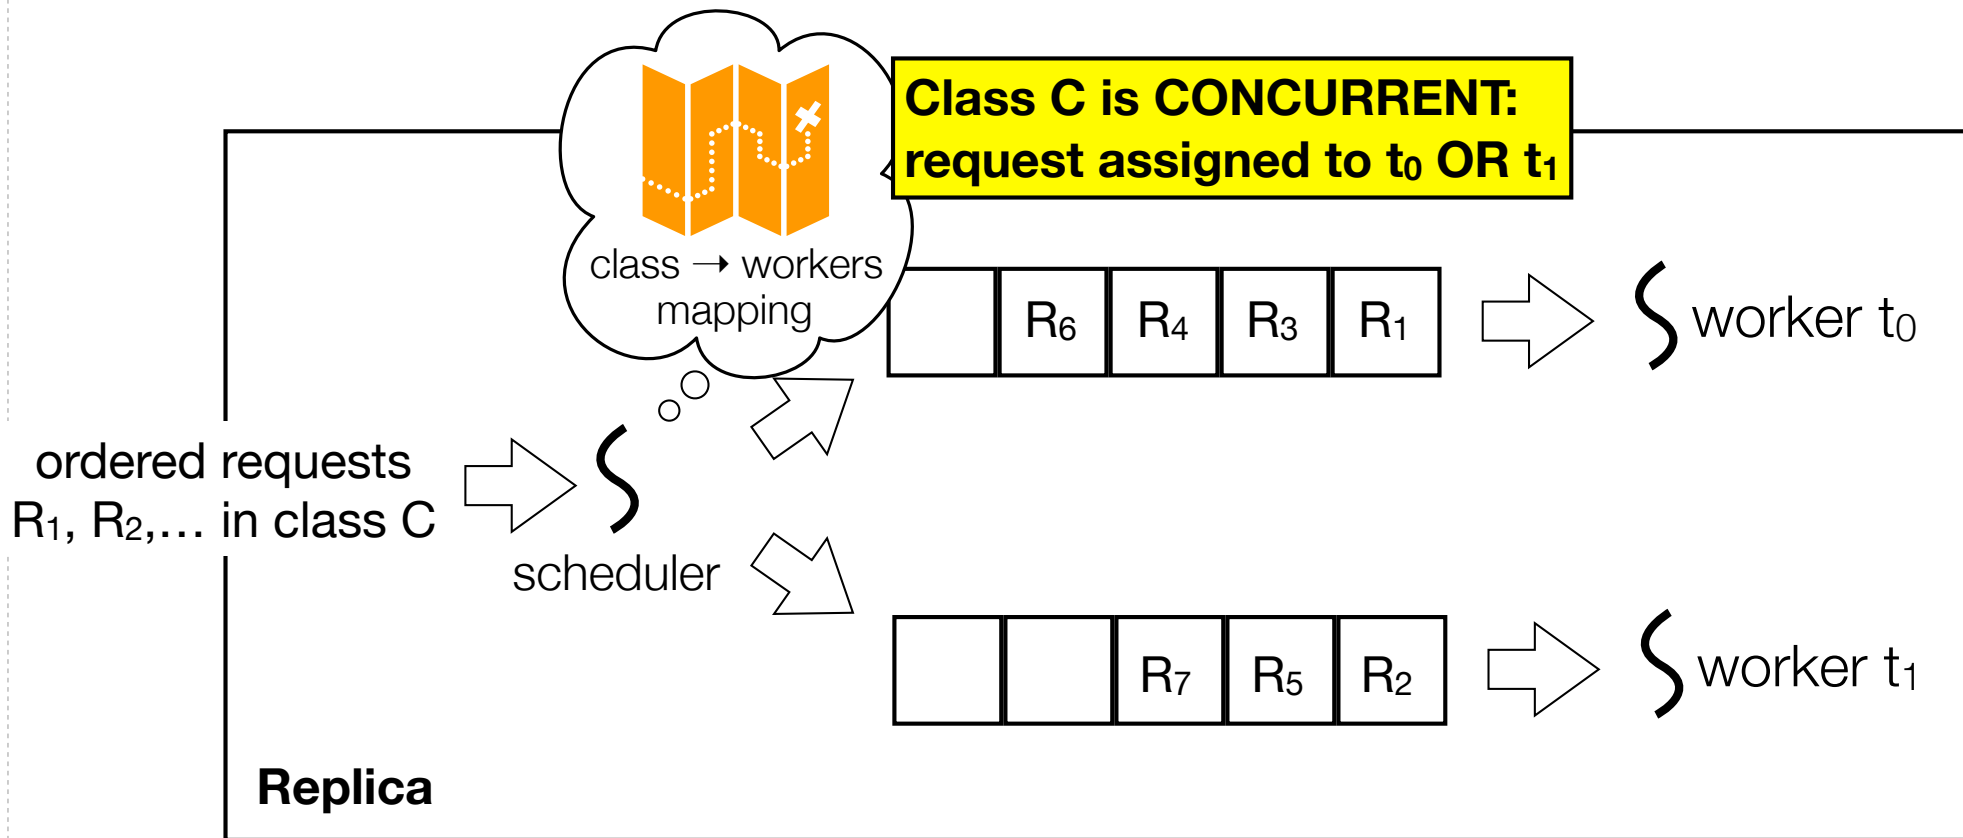 Class C is CONCURRENT:
request assigned to t₀ OR t₁
class → workers
mapping
R₆ R₄ R₃ R₁
worker t₀
ordered requests
R₁, R₂,... in class C
scheduler
R₇ R₅ R₂
worker t₁
Replica